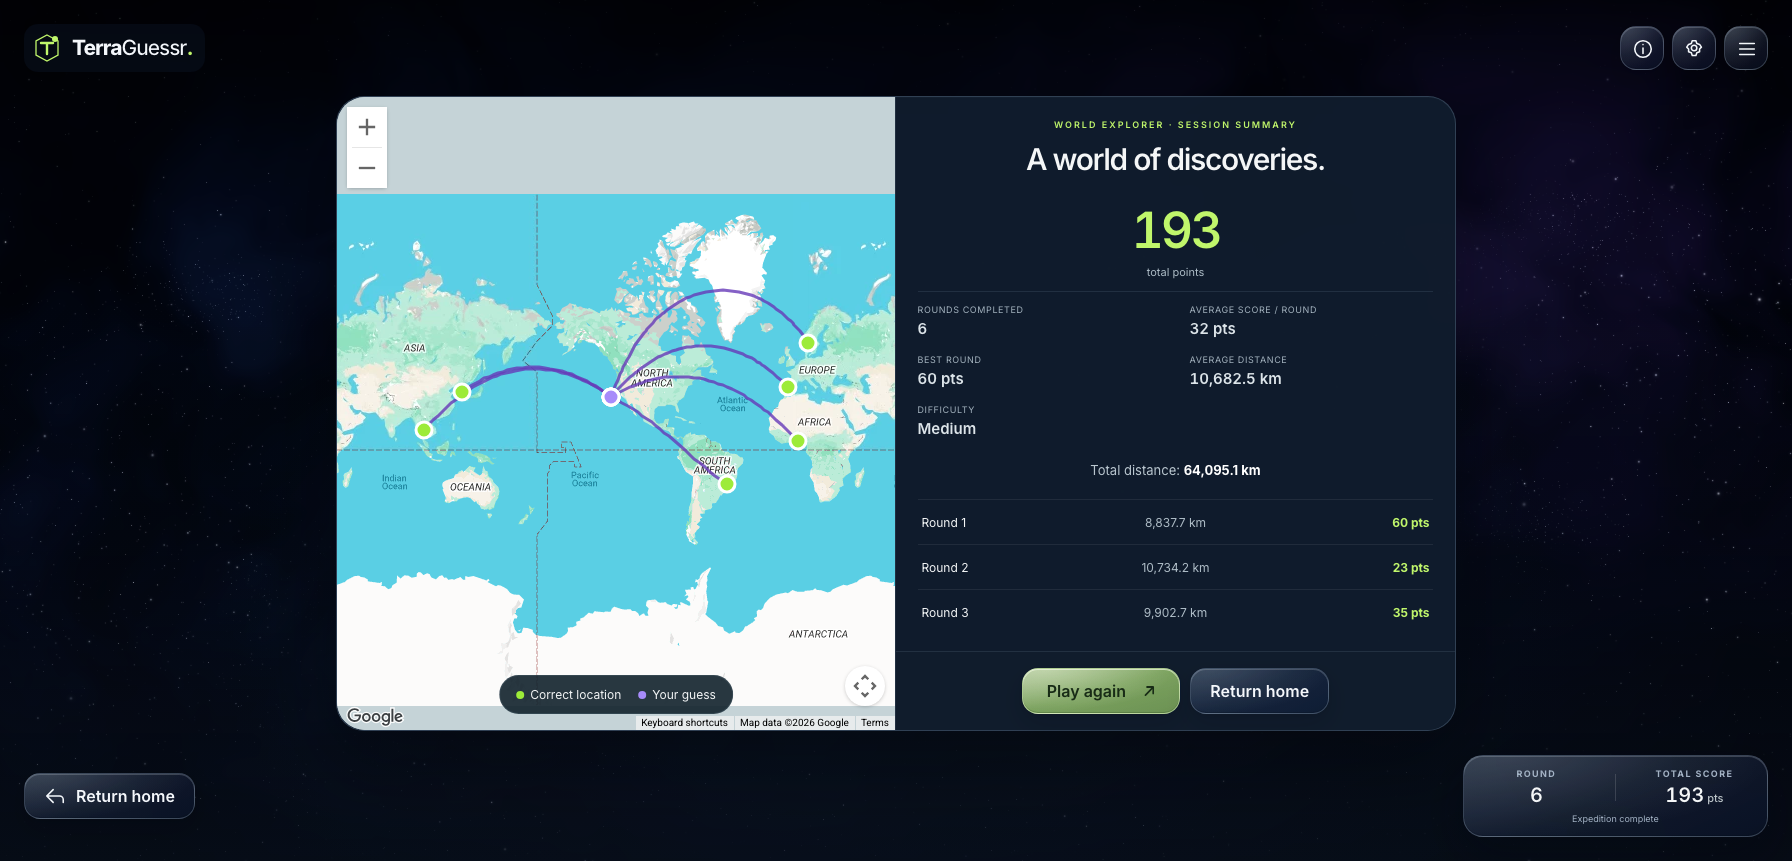 TerraGuessr.
ASIA
NORTH
AMERICA
EUROPE
Atlantic
Ocean
AFRICA
SOUTH
AMERICA
Indian
Ocean
OCEANIA
Pacific
Ocean
ANTARCTICA
Correct location
Your guess
Google
Keyboard shortcuts
Map data ©2026 Google
Terms
WORLD EXPLORER · SESSION SUMMARY
A world of discoveries.
193
total points
ROUNDS COMPLETED
6
AVERAGE SCORE / ROUND
32 pts
BEST ROUND
60 pts
AVERAGE DISTANCE
10,682.5 km
DIFFICULTY
Medium
Total distance: 64,095.1 km
Round 1 8,837.7 km 60 pts
Round 2 10,734.2 km 23 pts
Round 3 9,902.7 km 35 pts
Play again
Return home
Return home
ROUND
6
TOTAL SCORE
193 pts
Expedition complete